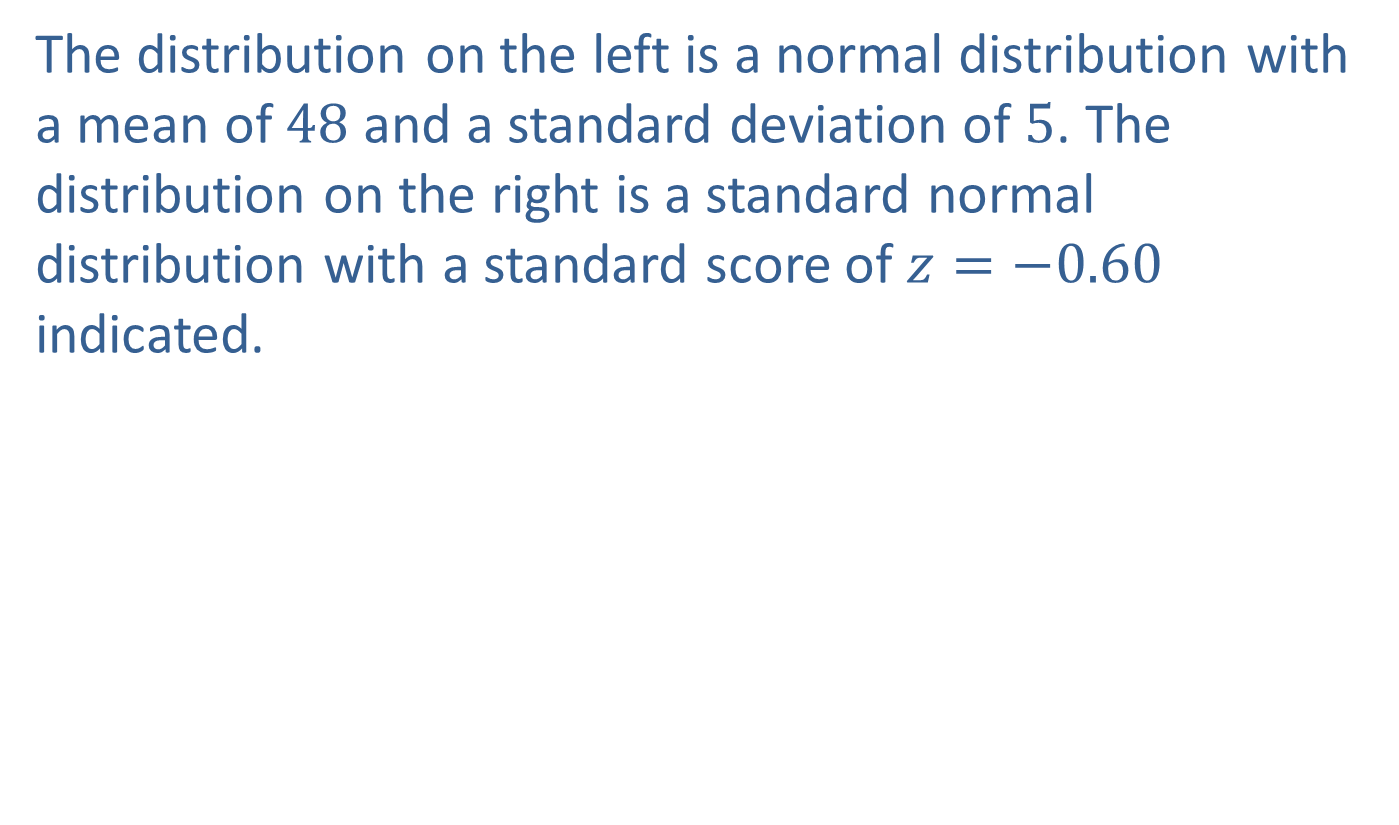 The distribution on the left is a normal distribution with
a mean of 48 and a standard deviation of 5. The
distribution on the right is a standard normal
distribution with a standard score of z = −0.60
indicated.